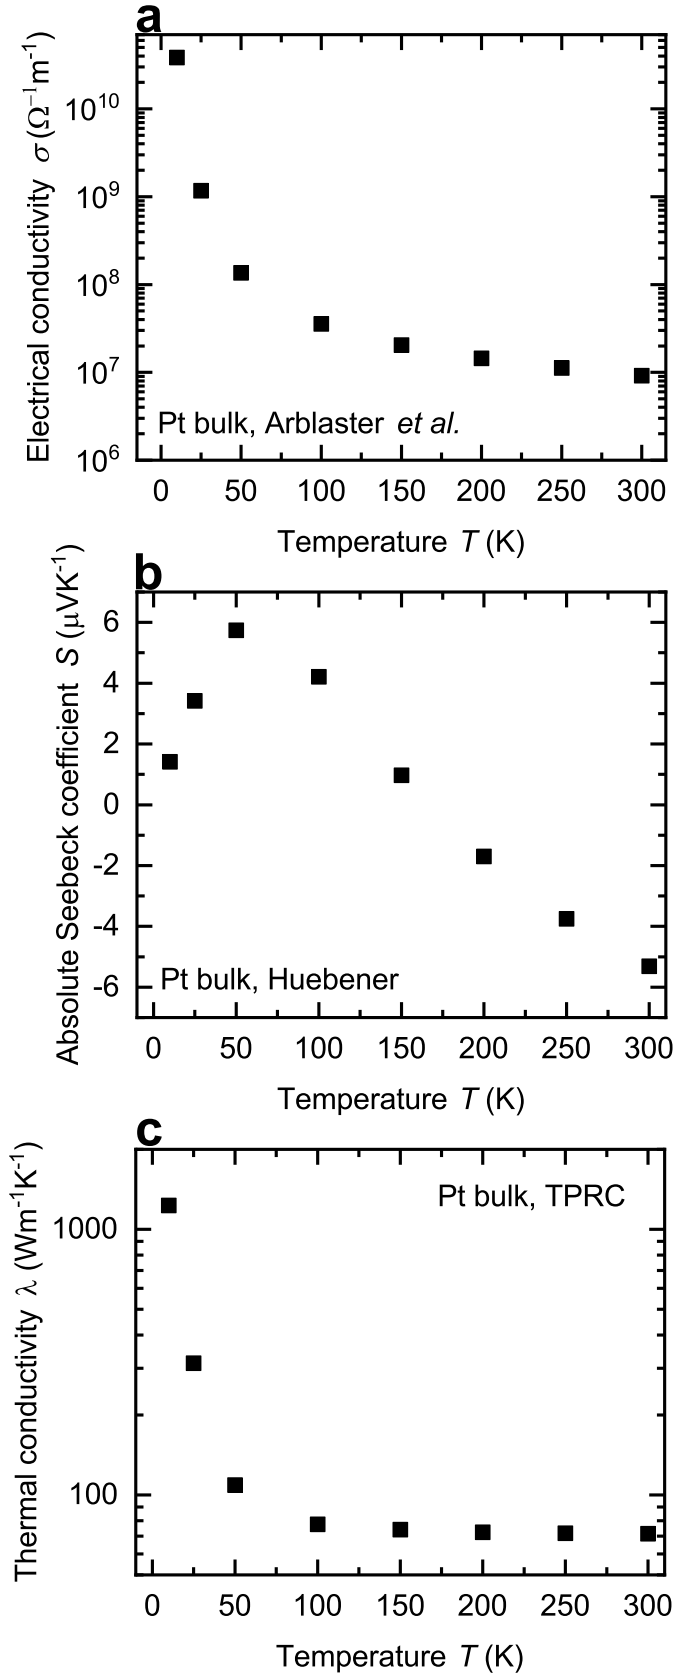 a
Electrical conductivity σ (Ω⁻¹m⁻¹)
10¹⁰
10⁹
10⁸
10⁷
10⁶
Pt bulk, Arblaster et al.
0 50 100 150 200 250 300
Temperature T (K)
b
Absolute Seebeck coefficient S (μVK⁻¹)
6
4
2
0
-2
-4
-6
Pt bulk, Huebener
0 50 100 150 200 250 300
Temperature T (K)
c
Thermal conductivity λ (Wm⁻¹K⁻¹)
Pt bulk, TPRC
1000
100
0 50 100 150 200 250 300
Temperature T (K)